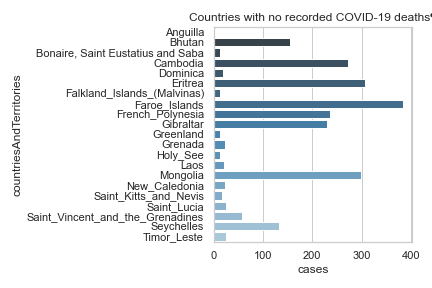 Countries with no recorded COVID-19 deaths*
Anguilla
Bhutan
Bonaire, Saint Eustatius and Saba
Cambodia
Dominica
Eritrea
Falkland_Islands_(Malvinas)
Faroe_Islands
French_Polynesia
Gibraltar
Greenland
Grenada
Holy_See
Laos
Mongolia
New_Caledonia
Saint_Kitts_and_Nevis
Saint_Lucia
Saint_Vincent_and_the_Grenadines
Seychelles
Timor_Leste
countriesAndTerritories
0 100 200 300 400
cases